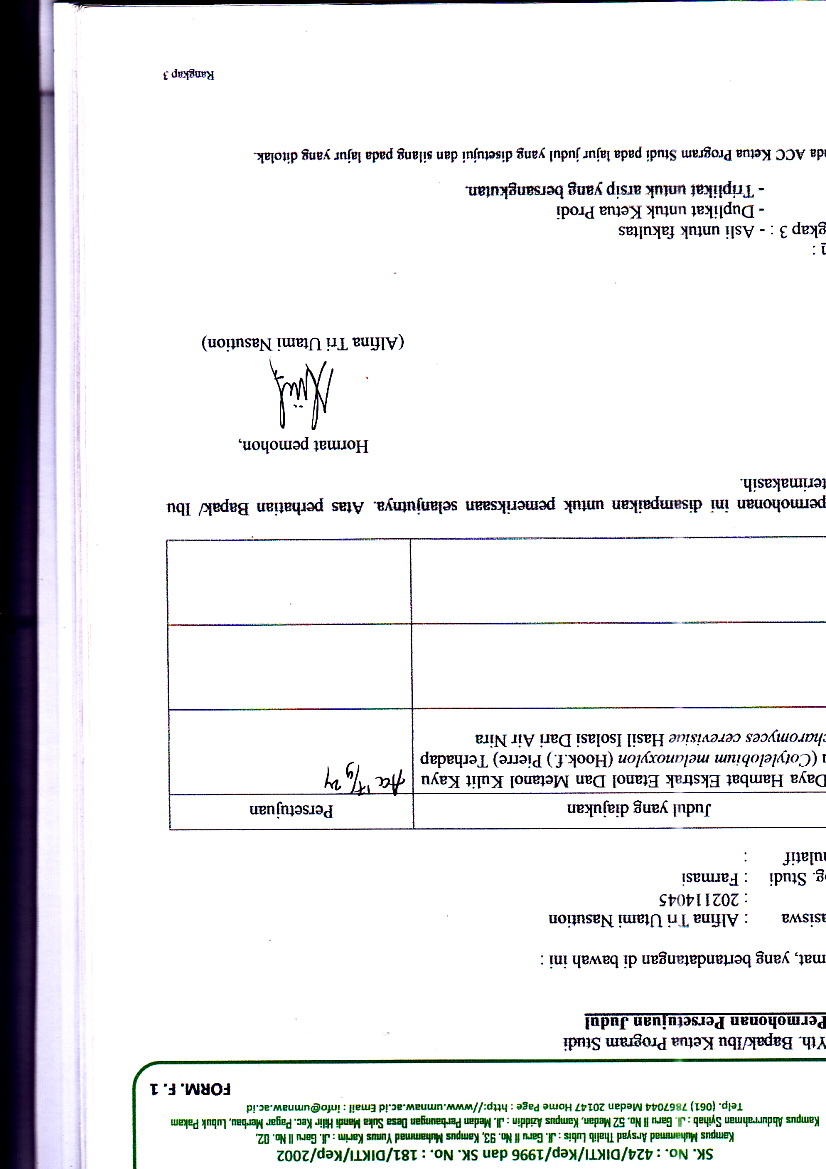 SK. No. : 424/DIKTI/Kep/1996 dan SK. No. : 181/DIKTI/Kep/2002
Kampus Muhammad Arsyad Thalib Lubis : Jl. Garu II No. 93, Kampus Muhammad Yunus Karim : Jl. Garu II No. 02,
Kampus Abdurrahman Syihab : Jl. Garu II No. 52 Medan, Kampus Aziddin : Jl. Medan Perbaungan Desa Suka Mandi Hilir Kec. Pagar Merbau, Lubuk Pakam
Telp. (061) 7867044 Medan 20147 Home Page : http://www.umnaw.ac.id Email : info@umnaw.ac.id
FORM. F. 1
Yth. Bapak/Ibu Ketua Program Studi
Permohonan Persetujuan Judul
mat, yang bertandatangan di bawah ini :
asiswa : Alfina Tri Utami Nasution
: 202114045
g. Studi : Farmasi
mulatif :
Judul yang diajukan Persetujuan
Daya Hambat Ekstrak Etanol Dan Metanol Kulit Kayu
(Cotylelobium melanoxylon (Hook.f.) Pierre) Terhadap
charomyces cerevisiae Hasil Isolasi Dari Air Nira
Acc
permohonan ini disampaikan untuk pemeriksaan selanjutnya. Atas perhatian Bapak/ Ibu
terimakasih.
Hormat pemohon,
(Alfina Tri Utami Nasution)
1 :
gkap 3 : - Asli untuk fakultas
- Duplikat untuk Ketua Prodi
- Triplikat untuk arsip yang bersangkutan.
nda ACC Ketua Program Studi pada lajur judul yang disetujui dan silang pada lajur yang ditolak.
Rangkap 3